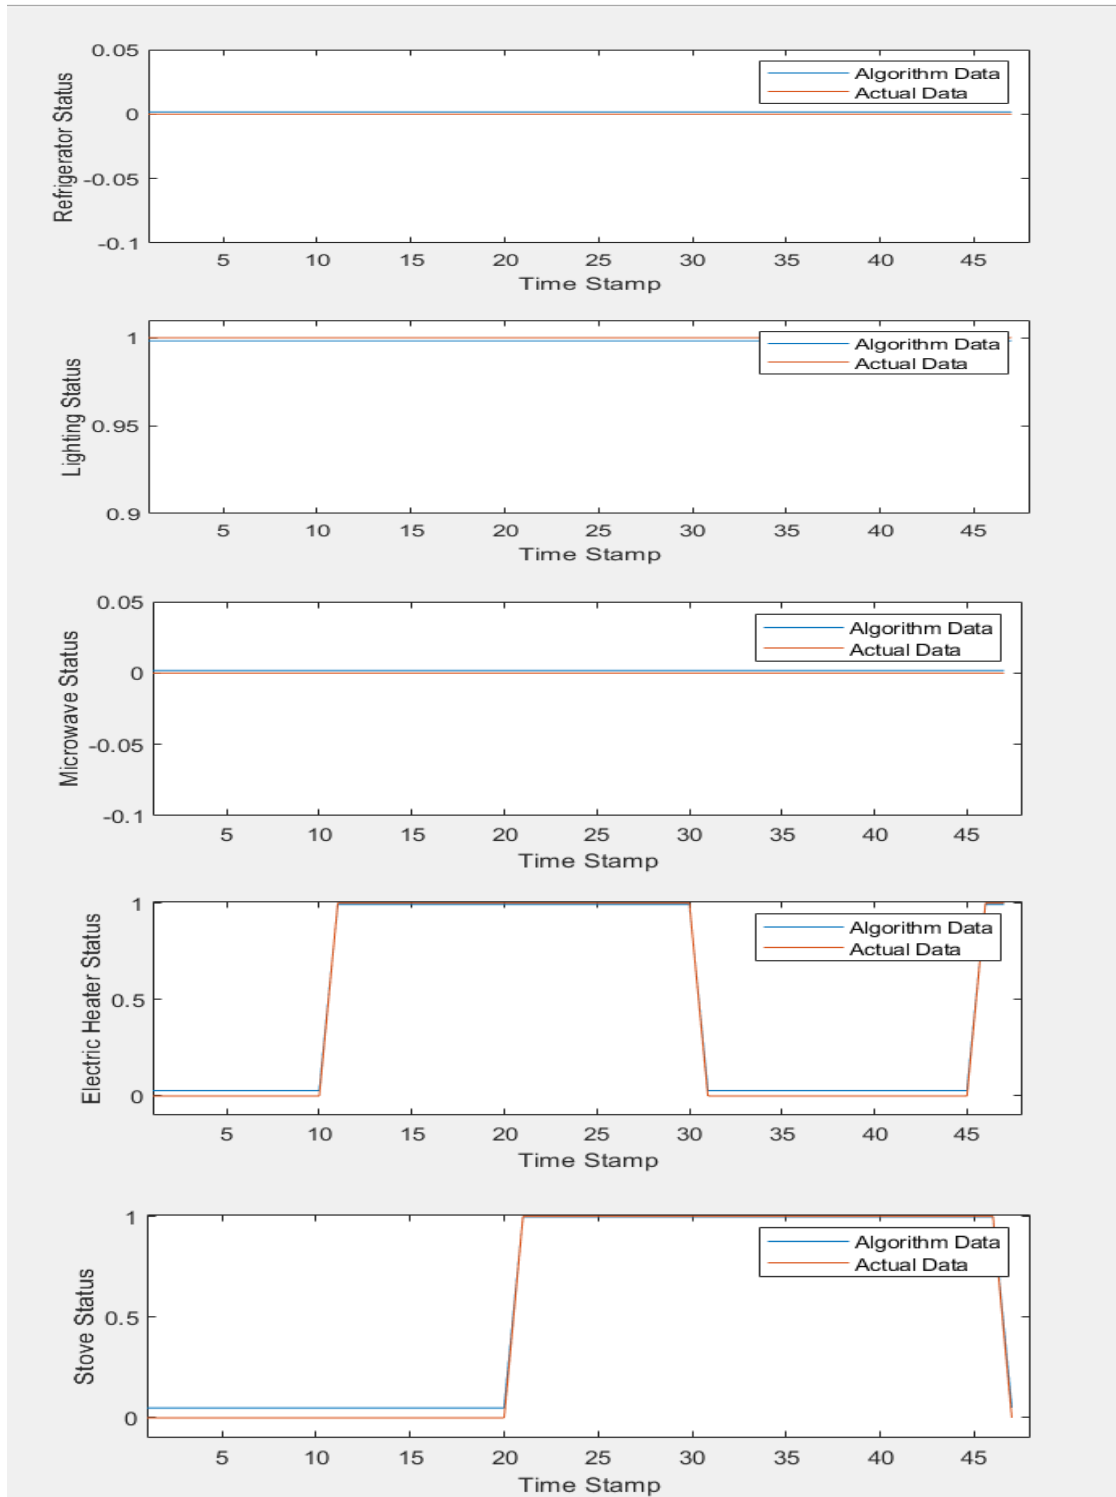 0.05
Algorithm Data
Actual Data
0
-0.05
-0.1
Refrigerator Status
5 10 15 20 25 30 35 40 45
Time Stamp
1
Algorithm Data
Actual Data
0.95
0.9
Lighting Status
5 10 15 20 25 30 35 40 45
Time Stamp
0.05
Algorithm Data
Actual Data
0
-0.05
-0.1
Microwave Status
5 10 15 20 25 30 35 40 45
Time Stamp
1
Algorithm Data
Actual Data
0.5
0
Electric Heater Status
5 10 15 20 25 30 35 40 45
Time Stamp
1
Algorithm Data
Actual Data
0.5
0
Stove Status
5 10 15 20 25 30 35 40 45
Time Stamp